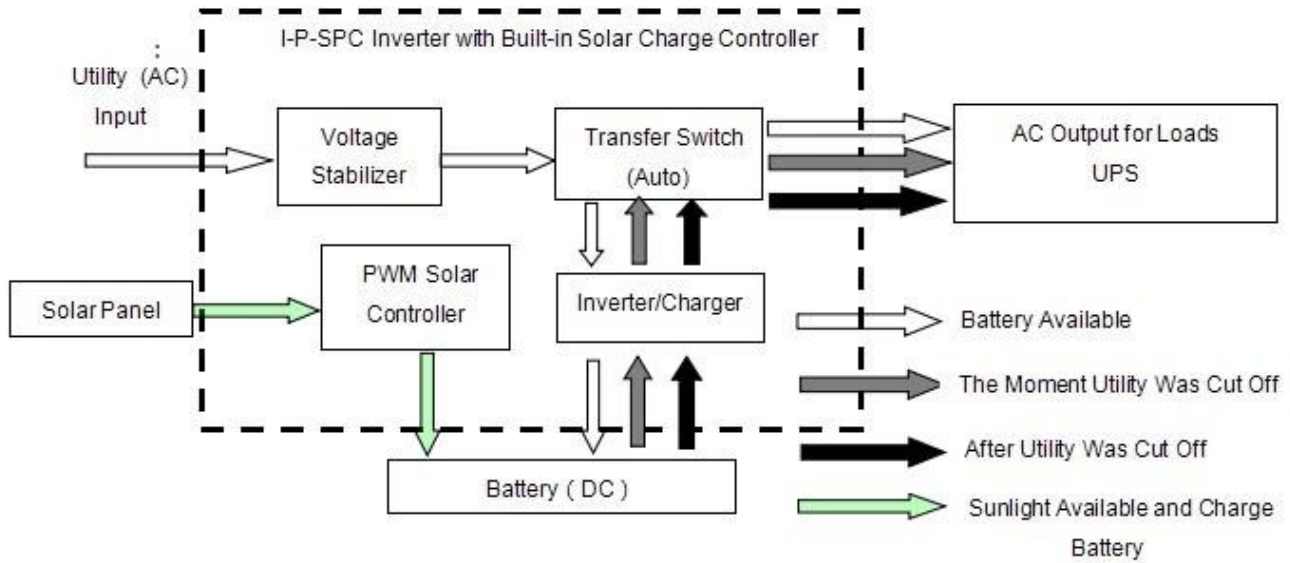 I-P-SPC Inverter with Built-in Solar Charge Controller
:
Utility (AC)
Input
Voltage
Stabilizer
Transfer Switch
(Auto)
AC Output for Loads
UPS
Solar Panel
PWM Solar
Controller
Inverter/Charger
Battery ( DC )
Battery Available
The Moment Utility Was Cut Off
After Utility Was Cut Off
Sunlight Available and Charge
Battery